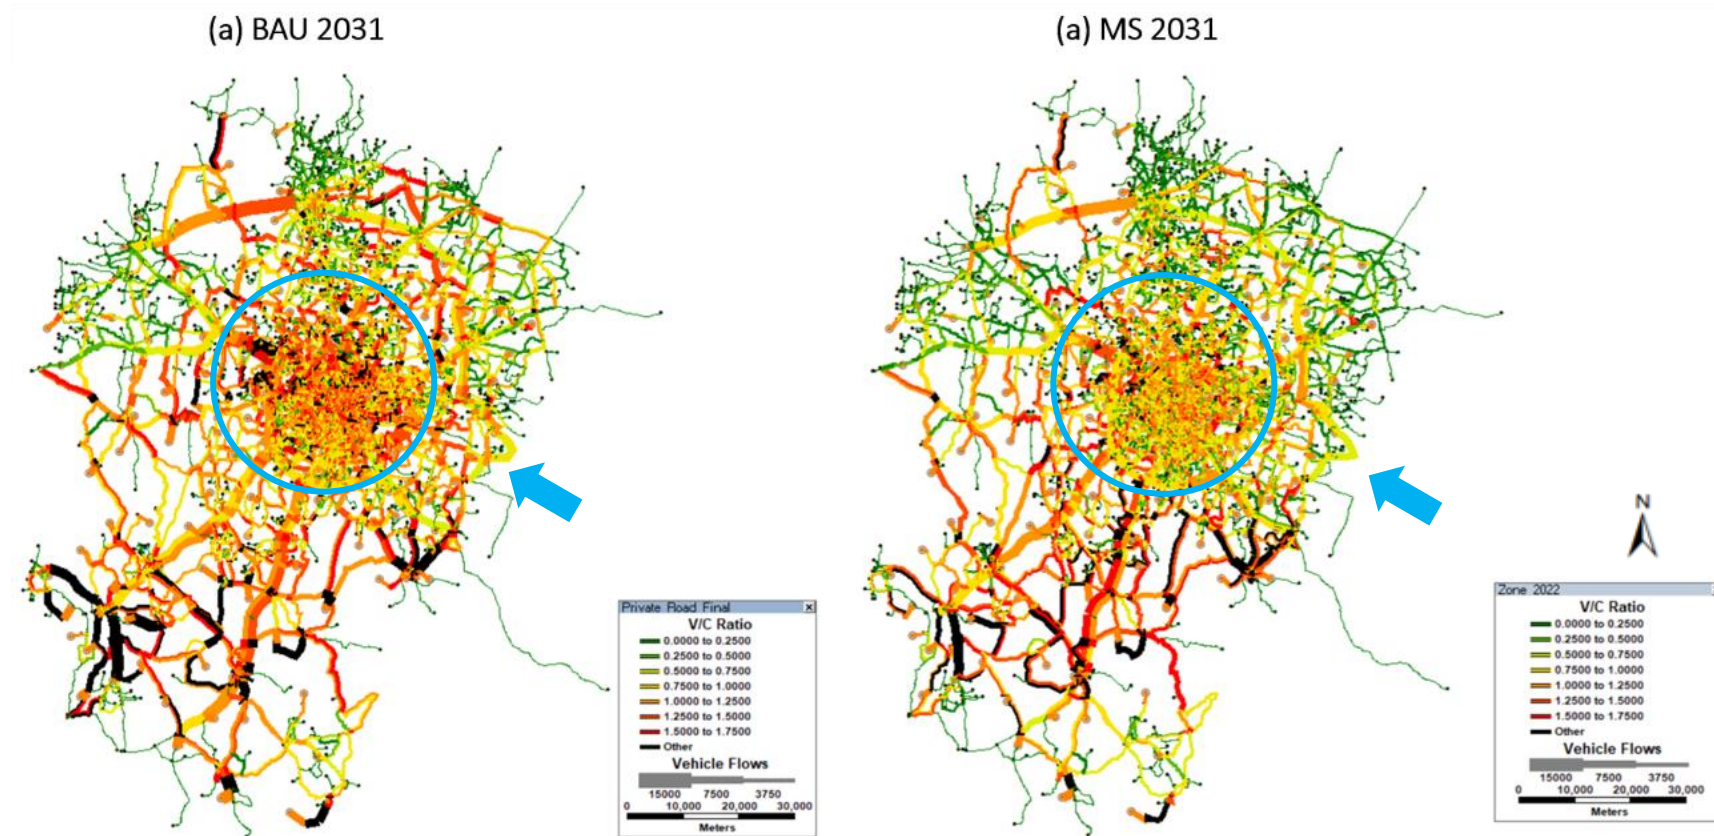 (a) BAU 2031
(a) MS 2031
N
Private Road Final
V/C Ratio
0.0000 to 0.2500
0.2500 to 0.5000
0.5000 to 0.7500
0.7500 to 1.0000
1.0000 to 1.2500
1.2500 to 1.5000
1.5000 to 1.7500
Other
Vehicle Flows
15000 7500 3750
0 10,000 20,000 30,000
Meters
Zone 2022
V/C Ratio
0.0000 to 0.2500
0.2500 to 0.5000
0.5000 to 0.7500
0.7500 to 1.0000
1.0000 to 1.2500
1.2500 to 1.5000
1.5000 to 1.7500
Other
Vehicle Flows
15000 7500 3750
0 10,000 20,000 30,000
Meters